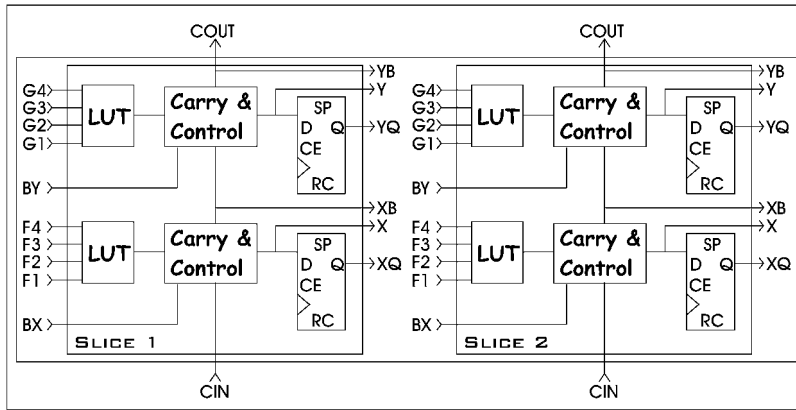 COUT COUT
YB YB
G4 Y G4 Y
G3 LUT Carry & SP G3 LUT Carry & SP
G2 Control D Q YQ G2 Control D Q YQ
G1 CE G1 CE
BY RC BY RC
XB XB
F4 X F4 X
F3 LUT Carry & SP F3 LUT Carry & SP
F2 Control D Q XQ F2 Control D Q XQ
F1 CE F1 CE
BX RC BX RC
SLICE 1 SLICE 2
CIN CIN